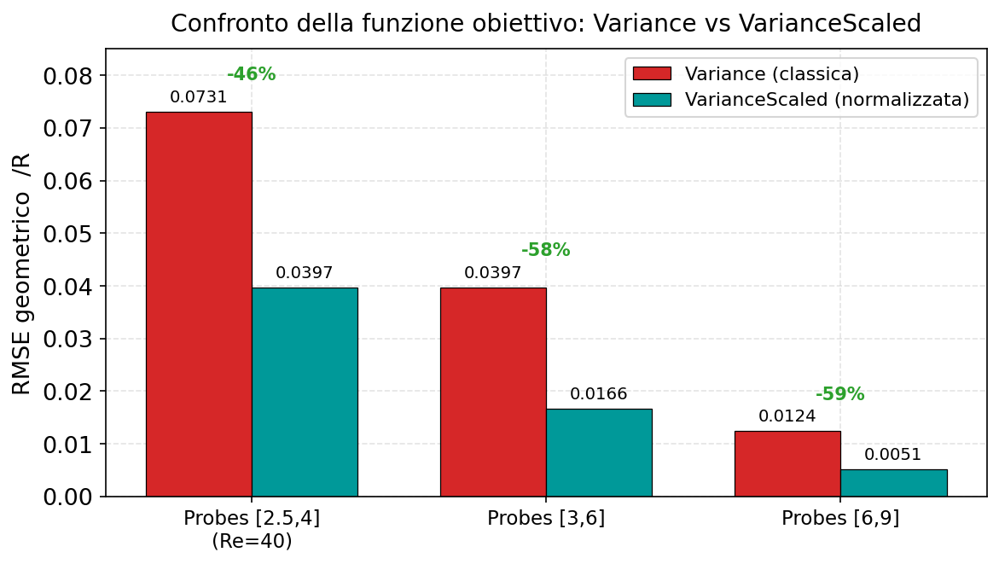 Confronto della funzione obiettivo: Variance vs VarianceScaled
Variance (classica)
VarianceScaled (normalizzata)
RMSE geometrico  /R
0.08
0.07
0.06
0.05
0.04
0.03
0.02
0.01
0.00
-46%
0.0731
0.0397
-58%
0.0397
0.0166
-59%
0.0124
0.0051
Probes [2.5,4]
(Re=40)
Probes [3,6]
Probes [6,9]